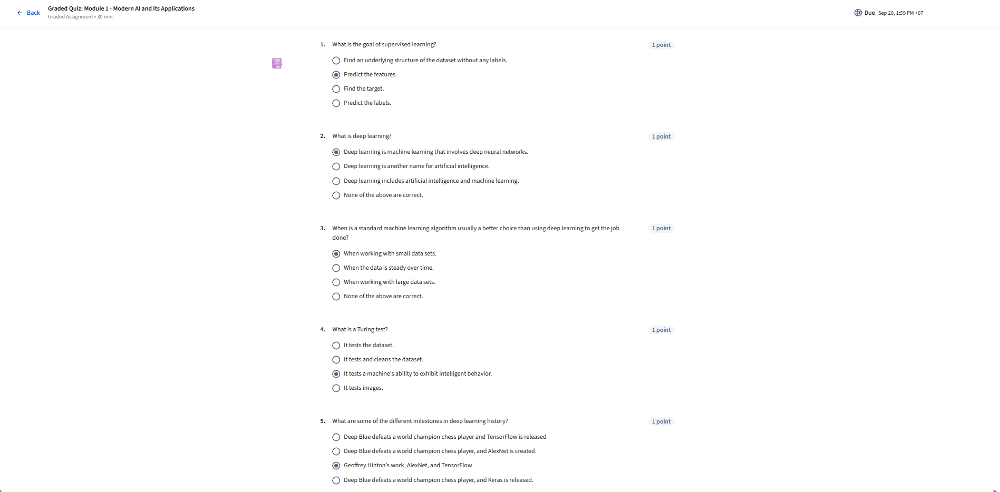 Back
Graded Quiz: Module 1 - Modern AI and its Applications
Graded Assignment • 30 min
Due Sep 20, 1:59 PM +07
1. What is the goal of supervised learning? 1 point
Find an underlying structure of the dataset without any labels.
Predict the features.
Find the target.
Predict the labels.
2. What is deep learning? 1 point
Deep learning is machine learning that involves deep neural networks.
Deep learning is another name for artificial intelligence.
Deep learning includes artificial intelligence and machine learning.
None of the above are correct.
3. When is a standard machine learning algorithm usually a better choice than using deep learning to get the job 1 point
done?
When working with small data sets.
When the data is steady over time.
When working with large data sets.
None of the above are correct.
4. What is a Turing test? 1 point
It tests the dataset.
It tests and cleans the dataset.
It tests a machine's ability to exhibit intelligent behavior.
It tests images.
5. What are some of the different milestones in deep learning history? 1 point
Deep Blue defeats a world champion chess player and TensorFlow is released
Deep Blue defeats a world champion chess player, and AlexNet is created.
Geoffrey Hinton’s work, AlexNet, and TensorFlow
Deep Blue defeats a world champion chess player, and Keras is released.